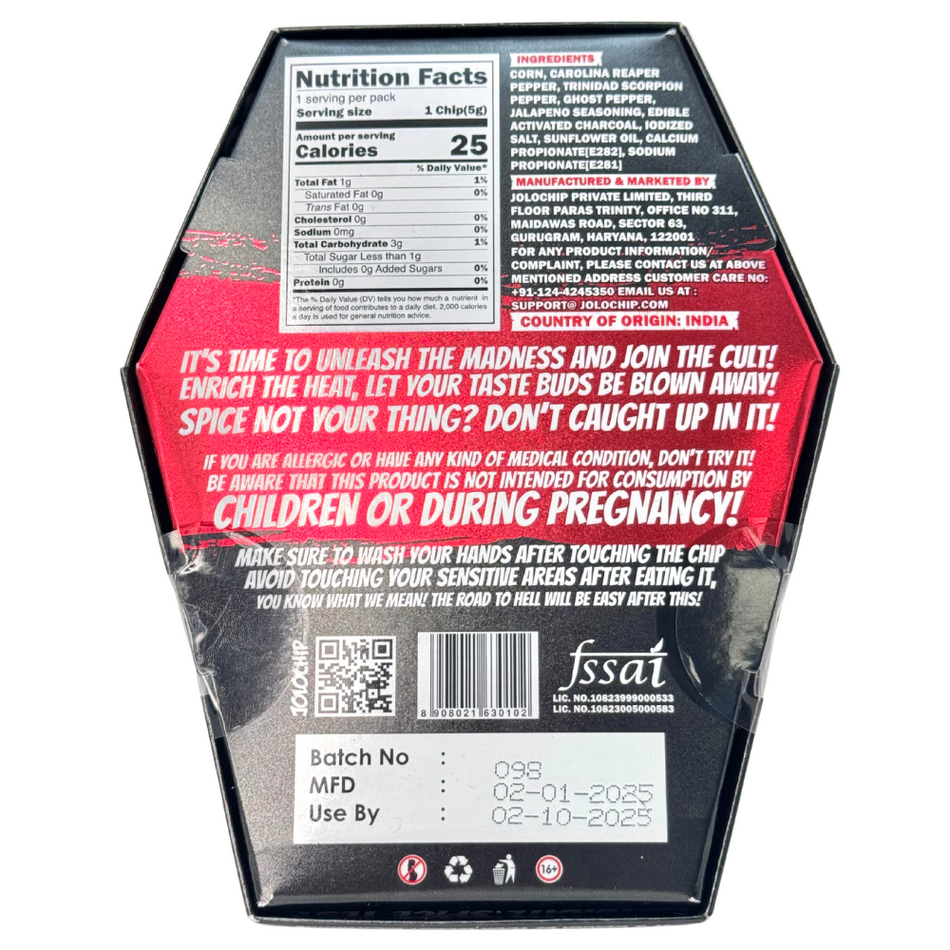 Nutrition Facts
1 serving per pack
Serving size 1 Chip(5g)
Amount per serving
Calories 25
% Daily Value*
Total Fat 1g 1%
Saturated Fat 0g 0%
Trans Fat 0g
Cholesterol 0g 0%
Sodium 0mg 0%
Total Carbohydrate 3g 1%
Total Sugar Less than 1g
Includes 0g Added Sugars 0%
Protein 0g 0%
*The % Daily Value (DV) tells you how much a nutrient in
a serving of food contributes to a daily diet. 2,000 calories
a day is used for general nutrition advice.
INGREDIENTS
CORN, CAROLINA REAPER
PEPPER, TRINIDAD SCORPION
PEPPER, GHOST PEPPER,
JALAPENO SEASONING, EDIBLE
ACTIVATED CHARCOAL, IODIZED
SALT, SUNFLOWER OIL, CALCIUM
PROPIONATE[E282], SODIUM
PROPIONATE[E281]
MANUFACTURED & MARKETED BY
JOLOCHIP PRIVATE LIMITED, THIRD
FLOOR PARAS TRINITY, OFFICE NO 311,
MAIDAWAS ROAD, SECTOR 63,
GURUGRAM, HARYANA, 122001
FOR ANY PRODUCT INFORMATION/
COMPLAINT, PLEASE CONTACT US AT ABOVE
MENTIONED ADDRESS CUSTOMER CARE NO:
+91-124-4245350 EMAIL US AT :
SUPPORT@ JOLOCHIP.COM
COUNTRY OF ORIGIN: INDIA
IT'S TIME TO UNLEASH THE MADNESS AND JOIN THE CULT!
ENRICH THE HEAT, LET YOUR TASTE BUDS BE BLOWN AWAY!
SPICE NOT YOUR THING? DON'T CAUGHT UP IN IT!
IF YOU ARE ALLERGIC OR HAVE ANY KIND OF MEDICAL CONDITION, DON'T TRY IT!
BE AWARE THAT THIS PRODUCT IS NOT INTENDED FOR CONSUMPTION BY
CHILDREN OR DURING PREGNANCY!
MAKE SURE TO WASH YOUR HANDS AFTER TOUCHING THE CHIP
AVOID TOUCHING YOUR SENSITIVE AREAS AFTER EATING IT,
YOU KNOW WHAT WE MEAN! THE ROAD TO HELL WILL BE EASY AFTER THIS!
JOLOCHIP
8 908021 630102
fssai
LIC. NO.10823999000533
LIC. NO.10823005000583
Batch No : 098
MFD : 02-01-2025
Use By : 02-10-2025
16+